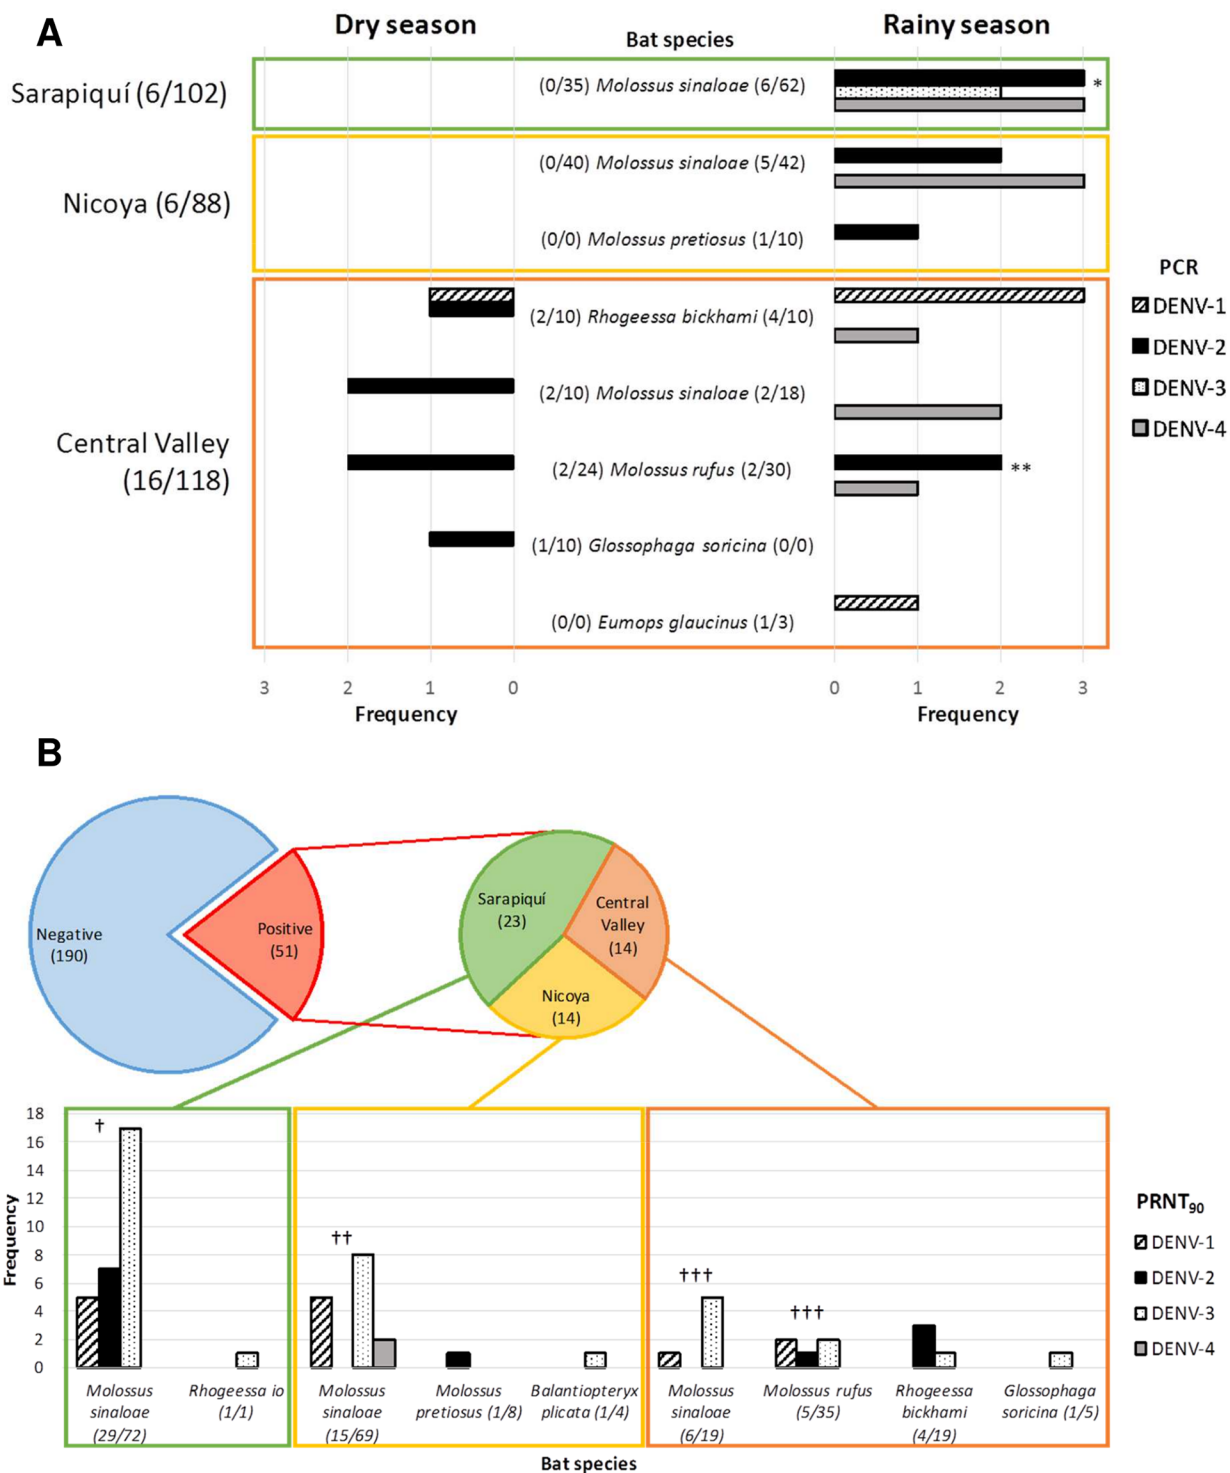 A
Dry season
Bat species
Rainy season
Sarapiquí (6/102)
(0/35) Molossus sinaloae (6/62)
*
Nicoya (6/88)
(0/40) Molossus sinaloae (5/42)
(0/0) Molossus pretiosus (1/10)
Central Valley
(16/118)
(2/10) Rhogeessa bickhami (4/10)
(2/10) Molossus sinaloae (2/18)
(2/24) Molossus rufus (2/30)
**
(1/10) Glossophaga soricina (0/0)
(0/0) Eumops glaucinus (1/3)
PCR
DENV-1
DENV-2
DENV-3
DENV-4
3 2 1 0
0 1 2 3
Frequency
Frequency
B
Negative
(190)
Positive
(51)
Sarapiquí
(23)
Central
Valley
(14)
Nicoya
(14)
Frequency
18
16
14
12
10
8
6
4
2
0
†
††
†††
†††
Molossus
sinaloae
(29/72)
Rhogeessa io
(1/1)
Molossus
sinaloae
(15/69)
Molossus
pretiosus (1/8)
Balantiopteryx
plicata (1/4)
Molossus
sinaloae
(6/19)
Molossus rufus
(5/35)
Rhogeessa
bickhami
(4/19)
Glossophaga
soricina (1/5)
Bat species
PRNT90
DENV-1
DENV-2
DENV-3
DENV-4